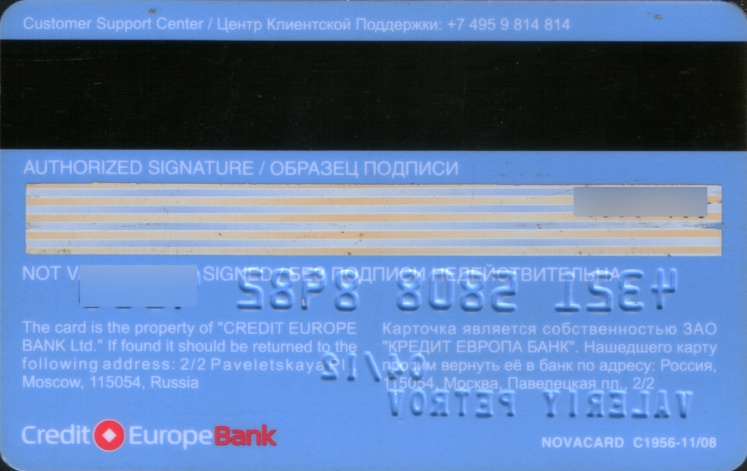 Customer Support Center / Центр Клиентской Поддержки: +7 495 9 814 814
AUTHORIZED SIGNATURE / ОБРАЗЕЦ ПОДПИСИ
NOT SIGNED / БЕЗ ПОДПИСИ НЕДЕЙСТВИТЕЛЬНА
The card is the property of "CREDIT EUROPE
BANK Ltd." If found it should be returned to the
following address: 2/2 Paveletskaya Pl.,
Moscow, 115054, Russia
Карточка является собственностью ЗАО
"КРЕДИТ ЕВРОПА БАНК". Нашедшего карту
просим вернуть её в банк по адресу: Россия,
115054, Москва, Павелецкая пл., 2/2
VALERIY PETROV
Credit Europe Bank
NOVACARD C1956-11/08